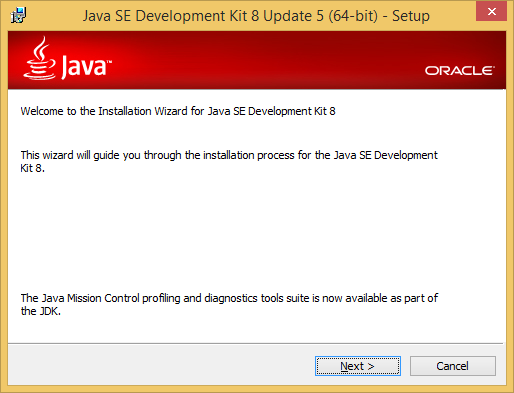 Java SE Development Kit 8 Update 5 (64-bit) - Setup
Java™
ORACLE®
Welcome to the Installation Wizard for Java SE Development Kit 8
This wizard will guide you through the installation process for the Java SE Development
Kit 8.
The Java Mission Control profiling and diagnostics tools suite is now available as part of
the JDK.
Next >
Cancel